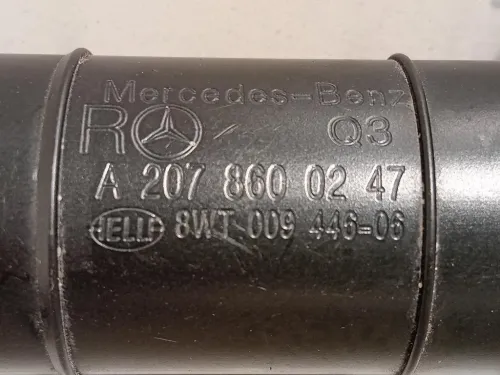 Mercedes-Benz
R Q3
A 207 860 02 47
HELLA 8WT 009 446-06